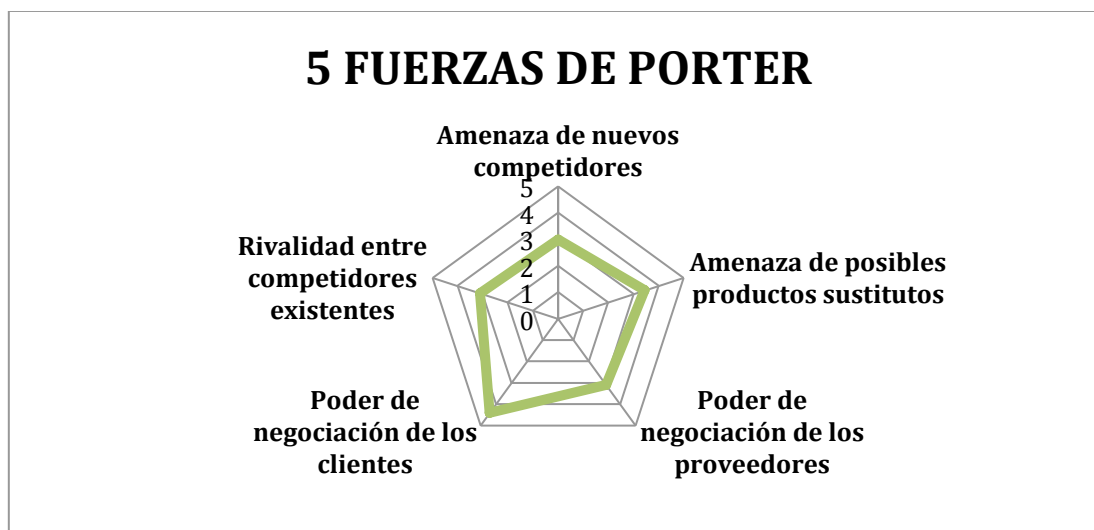 5 FUERZAS DE PORTER
Amenaza de nuevos
competidores
5
4
3
2
1
0
Amenaza de posibles
productos sustitutos
Poder de
negociación de los
proveedores
Poder de
negociación de los
clientes
Rivalidad entre
competidores
existentes